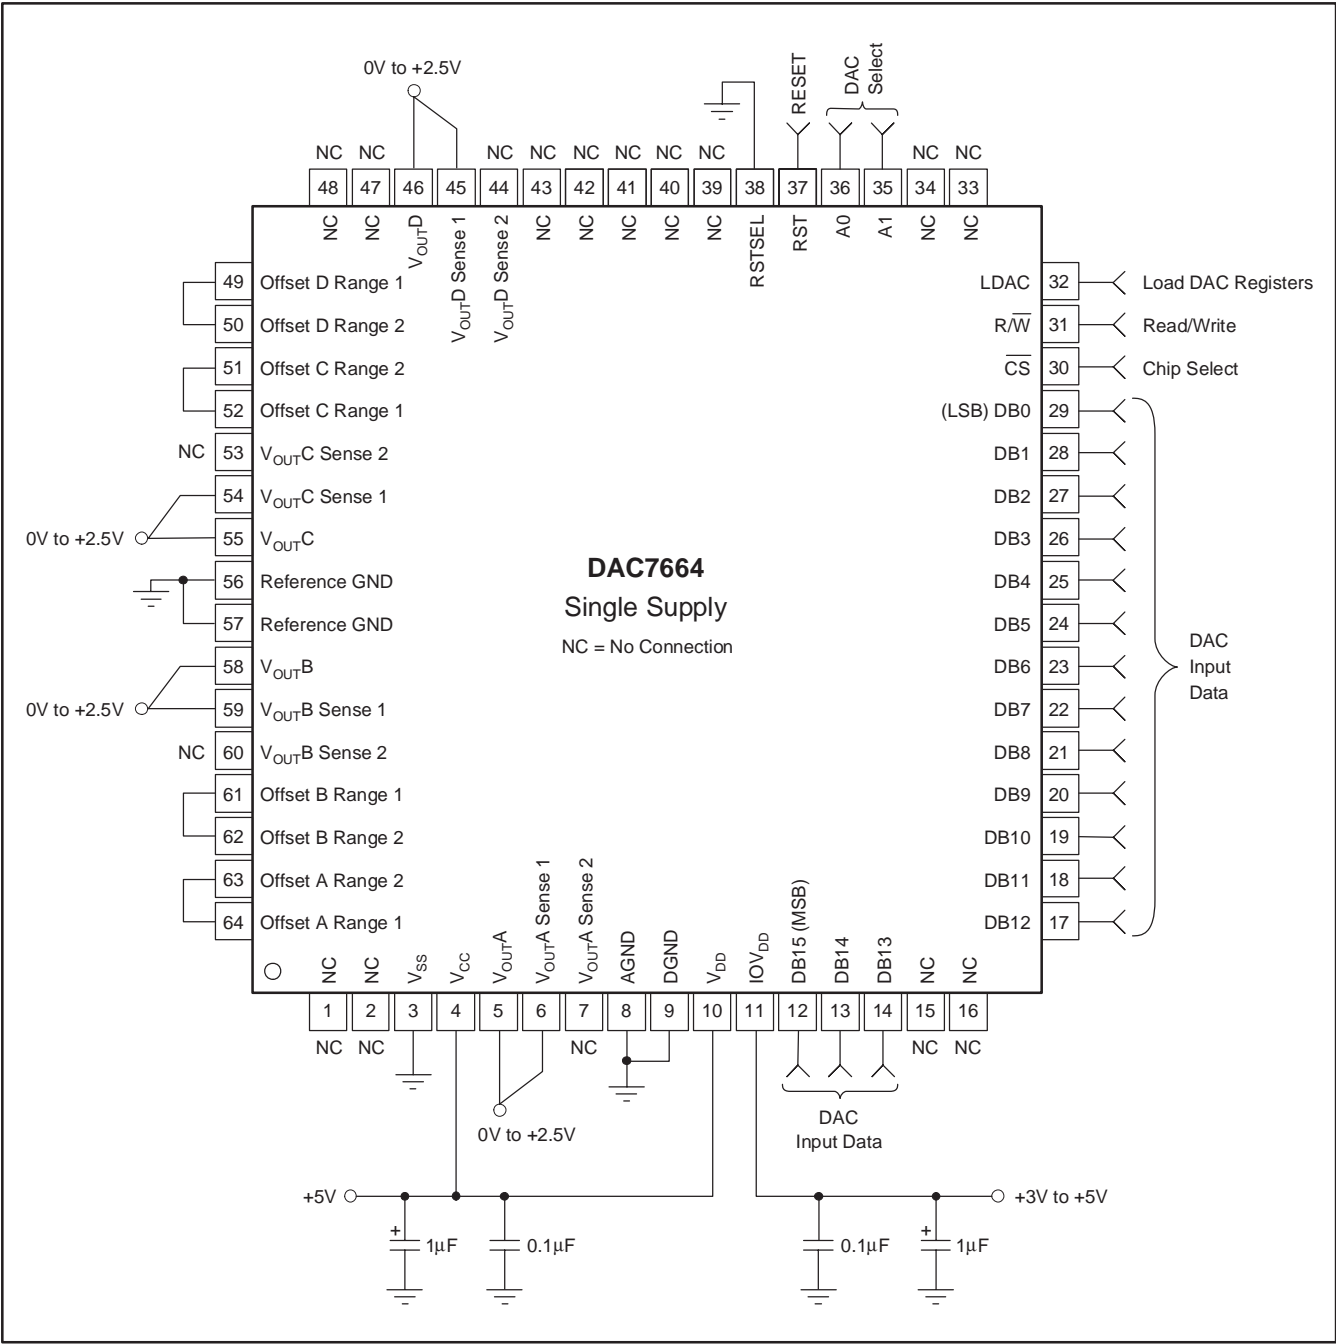 0V to +2.5V
RESET
DAC
Select
NC NC NC NC NC NC NC NC NC NC
48 47 46 45 44 43 42 41 40 39 38 37 36 35 34 33
NC
NC
VOUTD
VOUTD Sense 1
VOUTD Sense 2
NC
NC
NC
NC
NC
RSTSEL
RST
A0
A1
NC
NC
49 Offset D Range 1
50 Offset D Range 2
51 Offset C Range 2
52 Offset C Range 1
NC 53 VOUTC Sense 2
54 VOUTC Sense 1
0V to +2.5V 55 VOUTC
56 Reference GND
57 Reference GND
58 VOUTB
0V to +2.5V 59 VOUTB Sense 1
NC 60 VOUTB Sense 2
61 Offset B Range 1
62 Offset B Range 2
63 Offset A Range 2
64 Offset A Range 1
DAC7664
Single Supply
NC = No Connection
LDAC 32 Load DAC Registers
R/W̅ 31 Read/Write
C̅S̅ 30 Chip Select
(LSB) DB0 29
DB1 28
DB2 27
DB3 26
DB4 25
DB5 24
DB6 23
DB7 22
DB8 21
DB9 20
DB10 19
DB11 18
DB12 17
DAC
Input
Data
NC
NC
VSS
VCC
VOUTA
VOUTA Sense 1
VOUTA Sense 2
AGND
DGND
VDD
IOVDD
DB15 (MSB)
DB14
DB13
NC
NC
1 2 3 4 5 6 7 8 9 10 11 12 13 14 15 16
NC NC NC NC NC
0V to +2.5V
DAC
Input Data
+5V
+3V to +5V
+ 1μF 0.1μF 0.1μF + 1μF